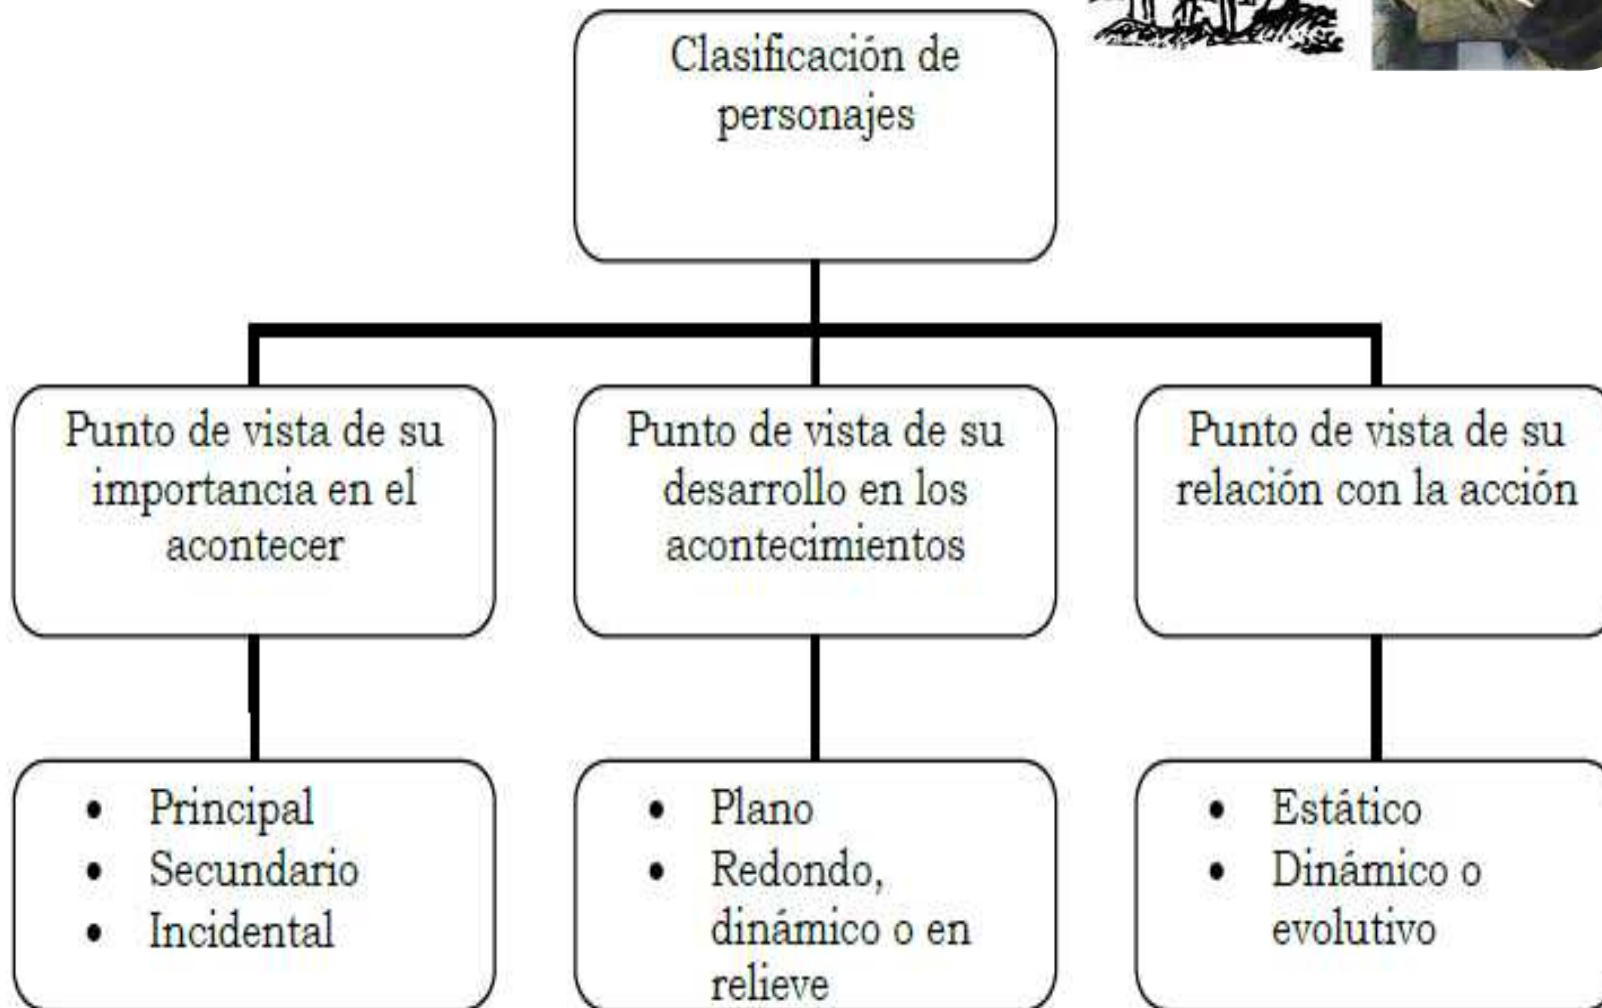 Clasificación de
personajes
Punto de vista de su
importancia en el
acontecer
Punto de vista de su
desarrollo en los
acontecimientos
Punto de vista de su
relación con la acción
• Principal
• Secundario
• Incidental
• Plano
• Redondo,
dinámico o en
relieve
• Estático
• Dinámico o
evolutivo